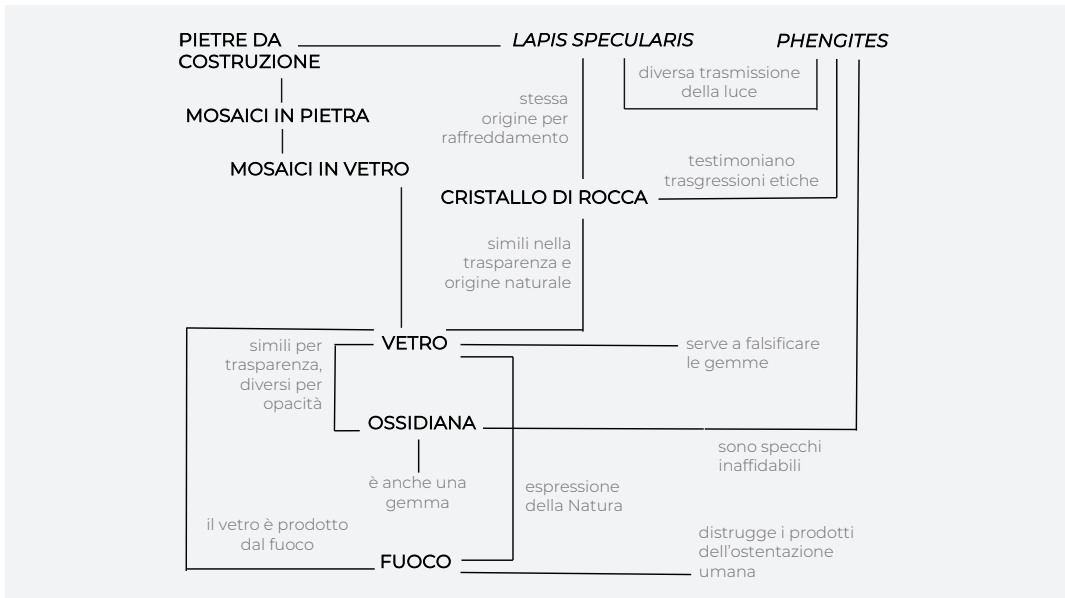 PIETRE DA
COSTRUZIONE
LAPIS SPECULARIS
PHENGITES
diversa trasmissione
della luce
stessa
origine per
raffreddamento
MOSAICI IN PIETRA
MOSAICI IN VETRO
testimoniano
trasgressioni etiche
CRISTALLO DI ROCCA
simili nella
trasparenza e
origine naturale
VETRO
serve a falsificare
le gemme
simili per
trasparenza,
diversi per
opacità
OSSIDIANA
sono specchi
inaffidabili
è anche una
gemma
espressione
della Natura
il vetro è prodotto
dal fuoco
distrugge i prodotti
dell'ostentazione
umana
FUOCO